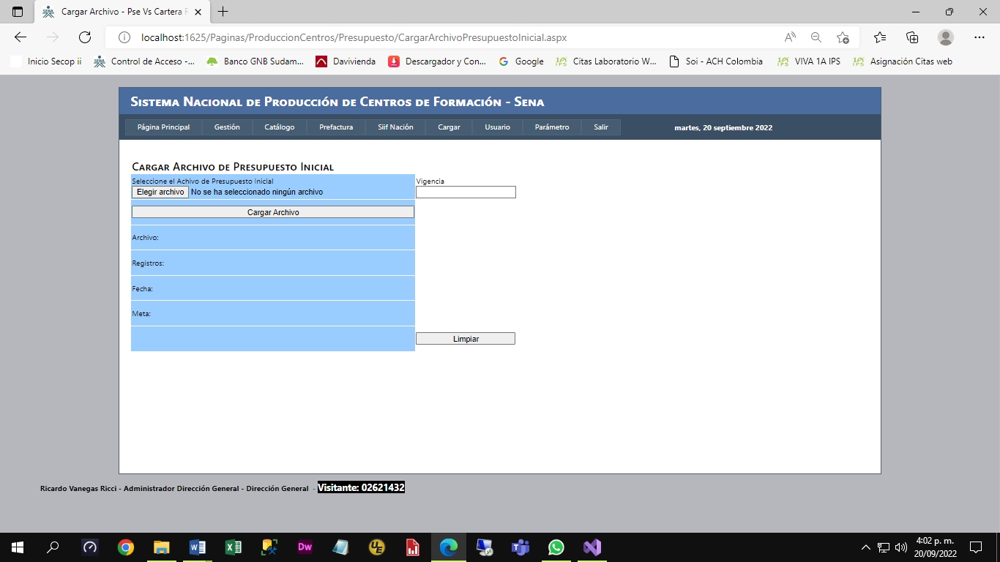 Cargar Archivo - Pse Vs Cartera
localhost:1625/Paginas/ProduccionCentros/Presupuesto/CargarArchivoPresupuestoInicial.aspx
Inicio Secop ii Control de Acceso -... Banco GNB Sudam... Davivienda Descargador y Con... Google Citas Laboratorio W... Soi - ACH Colombia VIVA 1A IPS Asignación Citas web
Sistema Nacional de Producción de Centros de Formación - Sena
Página Principal Gestión Catálogo Prefactura Siif Nación Cargar Usuario Parámetro Salir martes, 20 septiembre 2022
Cargar Archivo de Presupuesto Inicial
Seleccione el Achivo de Presupuesto Inicial Vigencia
Elegir archivo No se ha seleccionado ningún archivo
Cargar Archivo
Archivo:
Registros:
Fecha:
Meta:
Limpiar
Ricardo Vanegas Ricci - Administrador Dirección General - Dirección General - Visitante: 02621432
4:02 p. m.
20/09/2022